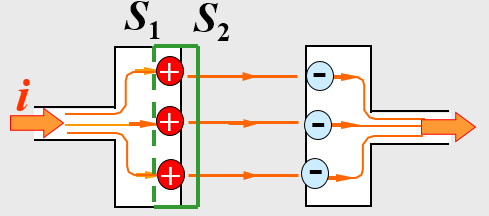 S₁ S₂
i
+ -
+ -
+ -